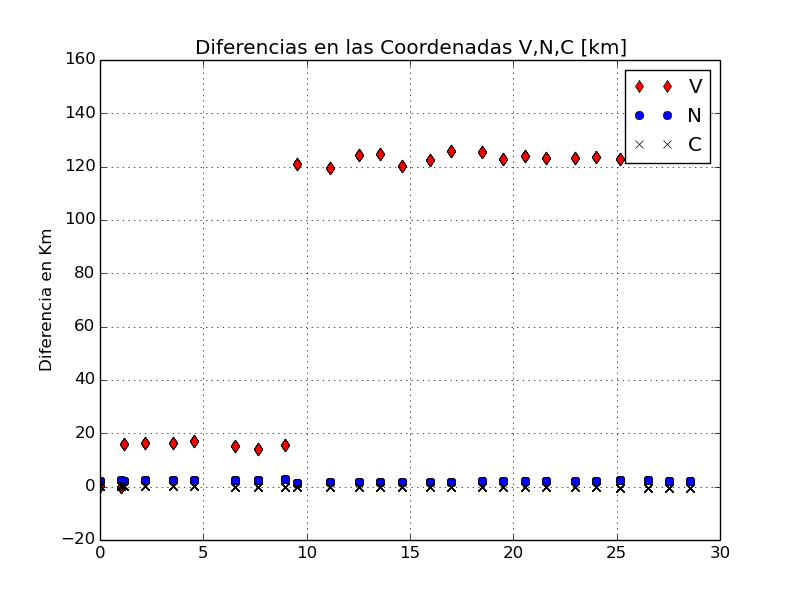 Diferencias en las Coordenadas V,N,C [km]
160
140
120
100
80
60
40
20
0
−20
Diferencia en Km
V
N
C
0 5 10 15 20 25 30